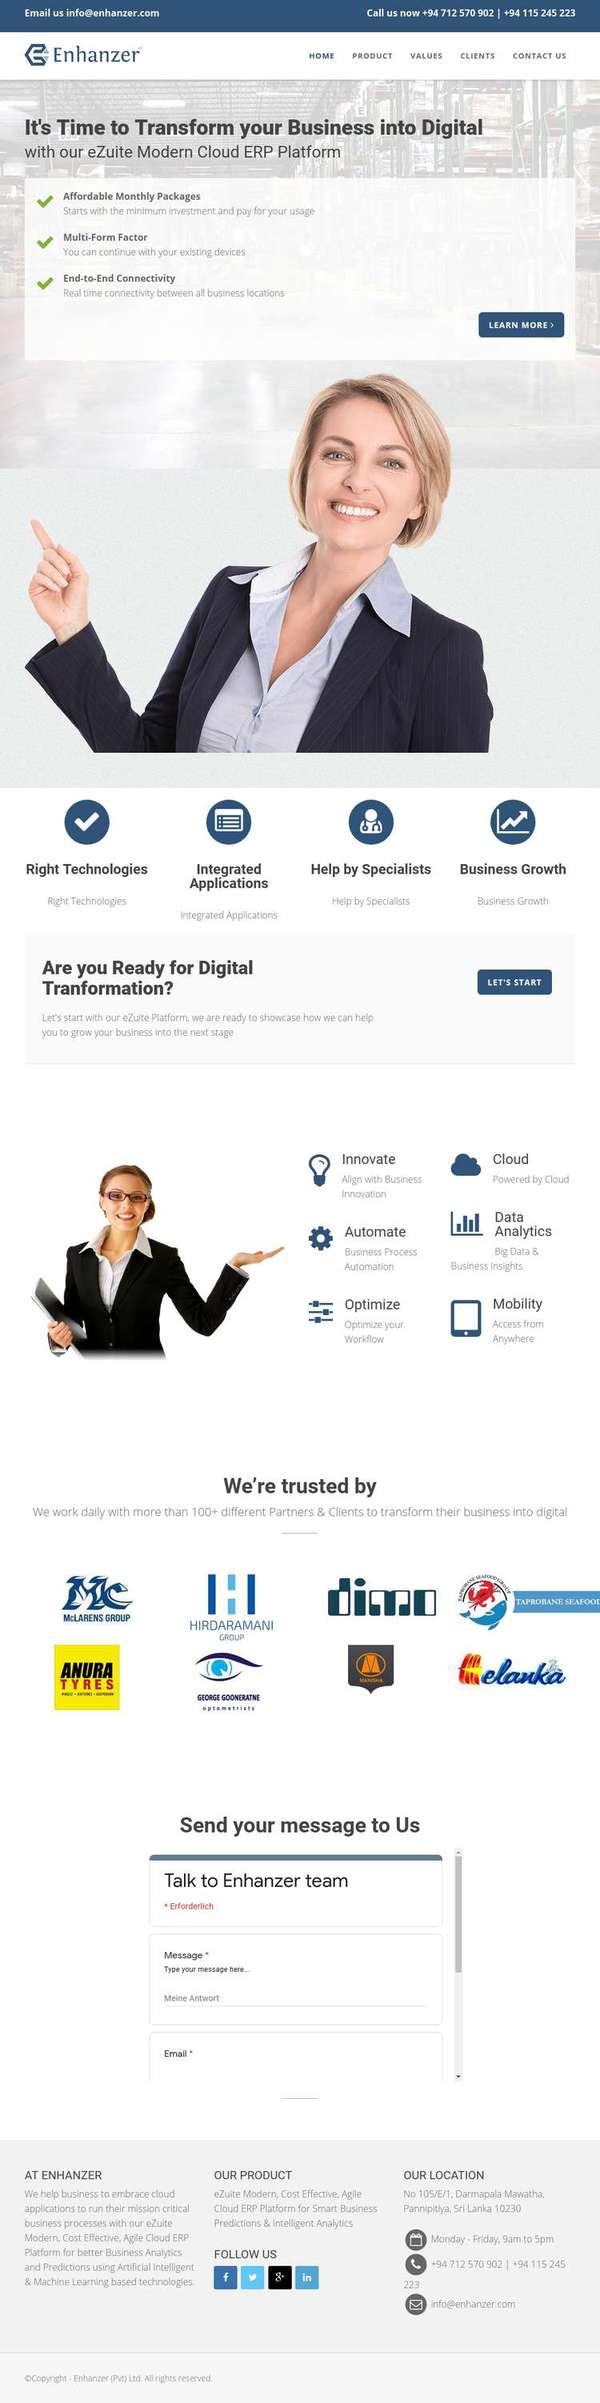 Email us info@enhanzer.com
Call us now +94 712 570 902 | +94 115 245 223
Enhanzer
HOME PRODUCT VALUES CLIENTS CONTACT US
It's Time to Transform your Business into Digital
with our eZuite Modern Cloud ERP Platform
Affordable Monthly Packages
Starts with the minimum investment and pay for your usage
Multi-Form Factor
You can continue with your existing devices
End-to-End Connectivity
Real time connectivity between all business locations
LEARN MORE ›
Right Technologies
Right Technologies
Integrated
Applications
Integrated Applications
Help by Specialists
Help by Specialists
Business Growth
Business Growth
Are you Ready for Digital
Tranformation?
Let's start with our eZuite Platform, we are ready to showcase how we can help
you to grow your business into the next stage
LET'S START
Innovate
Align with Business
Innovation
Cloud
Powered by Cloud
Automate
Business Process
Automation
Data
Analytics
Big Data &
Business Insights
Optimize
Optimize your
Workflow
Mobility
Access from
Anywhere
We're trusted by
We work daily with more than 100+ different Partners & Clients to transform their business into digital
Mc
McLARENS GROUP
HIRDARAMANI
GROUP
dimo
TAPROBANE SEAFOOD GROUP
TAPROBANE SEAFOOD
ANURA
TYRES
GEORGE GOONERATNE
optometrists
MANISHA
elanka
Send your message to Us
Talk to Enhanzer team
* Erforderlich
Message *
Type your message here...
Meine Antwort
Email *
AT ENHANZER
We help business to embrace cloud
applications to run their mission critical
business processes with our eZuite
Modern, Cost Effective, Agile Cloud ERP
Platform for better Business Analytics
and Predictions using Artificial Intelligent
& Machine Learning based technologies.
OUR PRODUCT
eZuite Modern, Cost Effective, Agile
Cloud ERP Platform for Smart Business
Predictions & Intelligent Analytics
FOLLOW US
OUR LOCATION
No 105/E/1, Darmapala Mawatha,
Pannipitiya, Sri Lanka 10230
Monday - Friday, 9am to 5pm
+94 712 570 902 | +94 115 245
223
info@enhanzer.com
©Copyright - Enhanzer (Pvt) Ltd. All rights reserved.